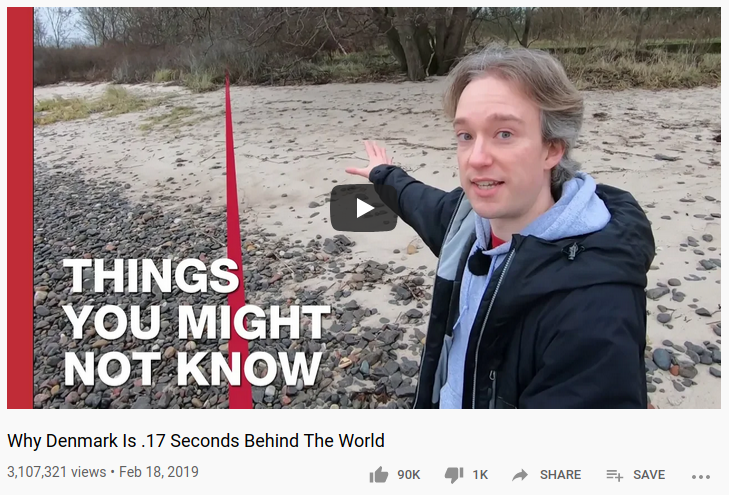 THINGS
YOU MIGHT
NOT KNOW
Why Denmark Is .17 Seconds Behind The World
3,107,321 views • Feb 18, 2019 90K 1K SHARE SAVE